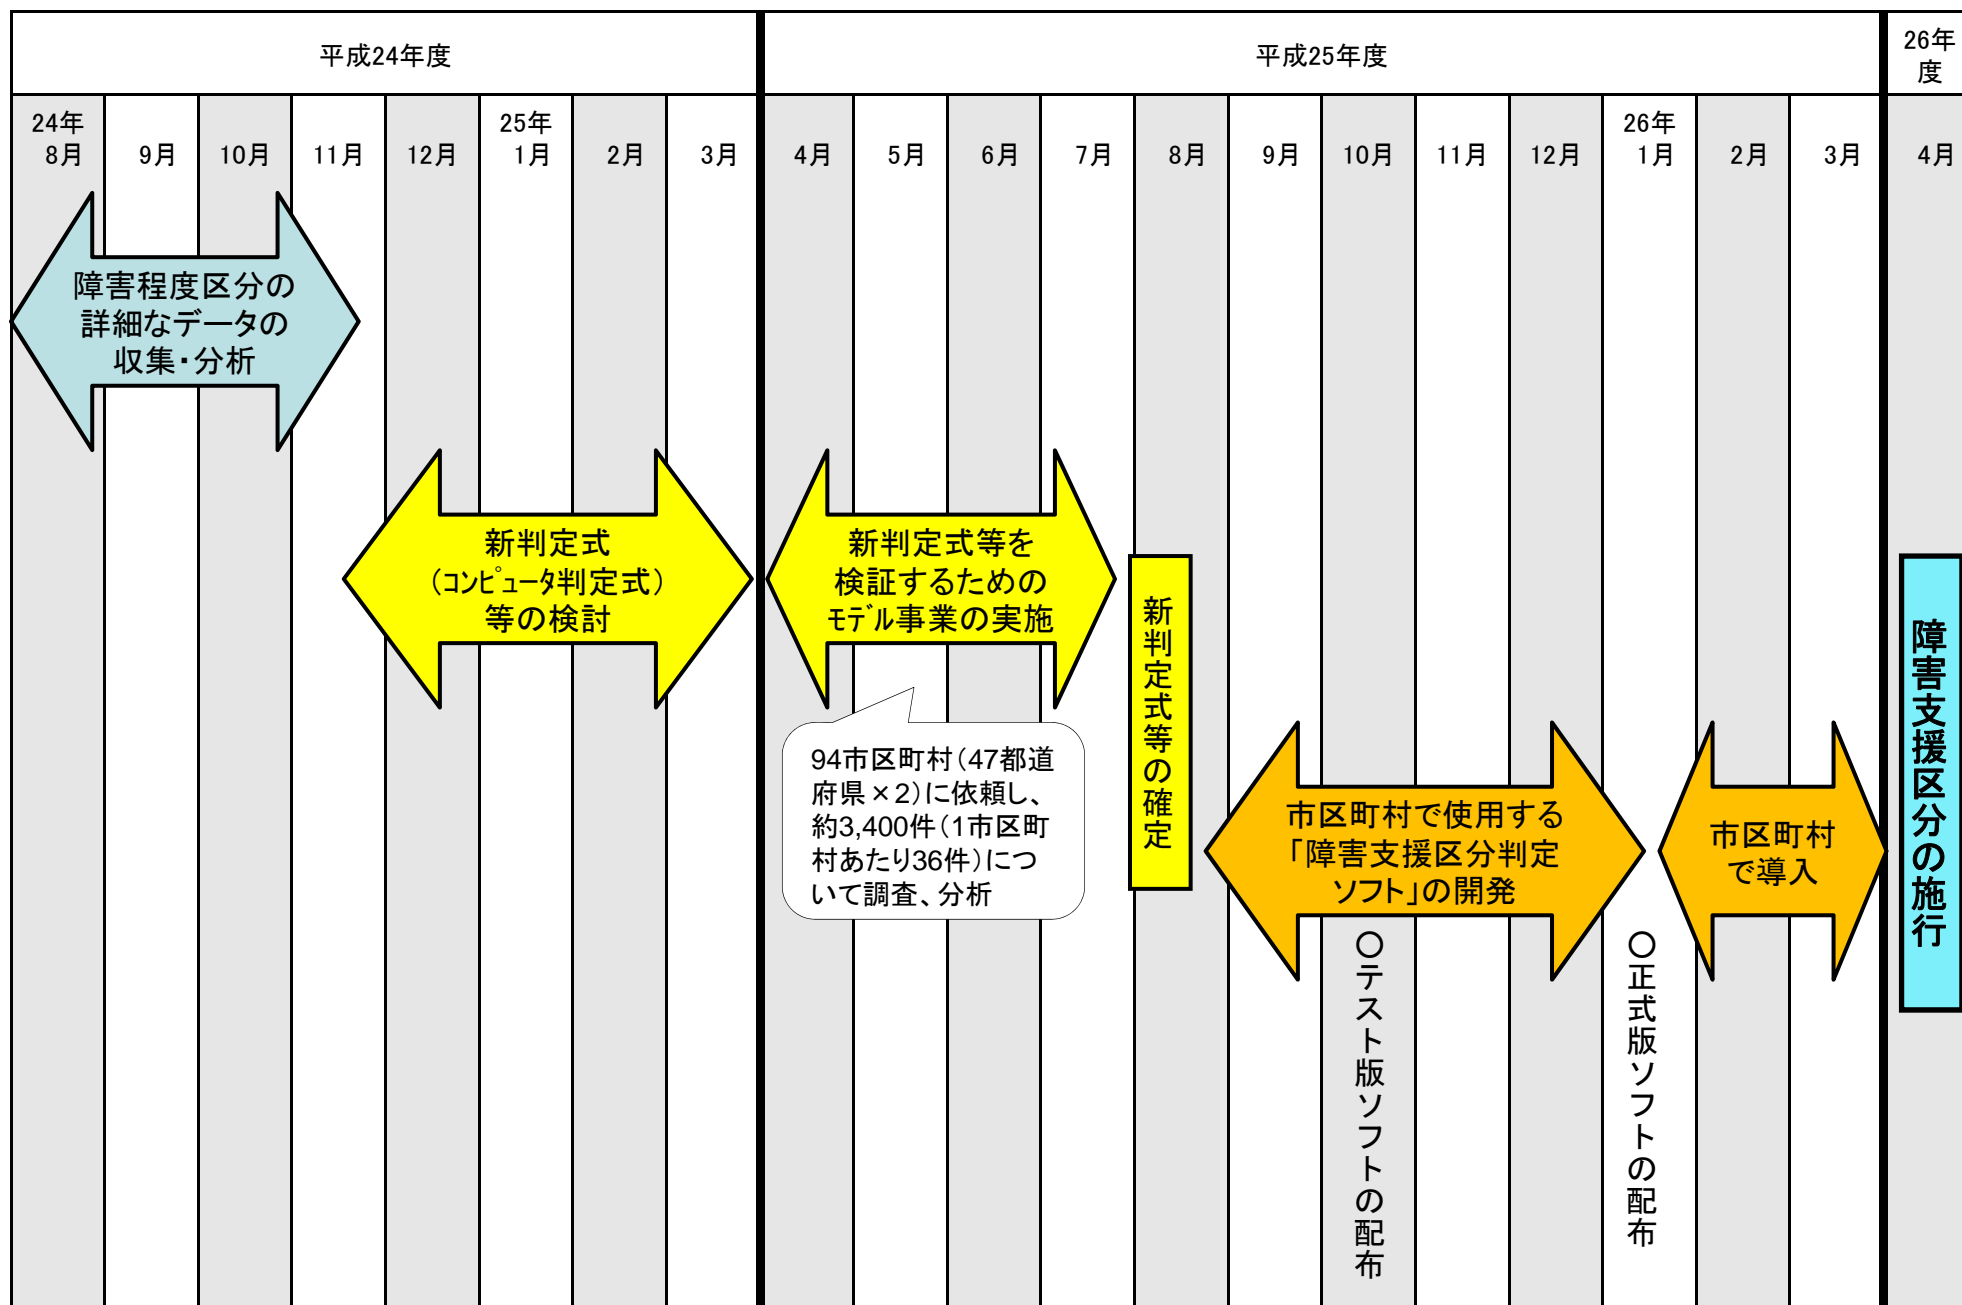 平成24年度
平成25年度
26年
度
24年
8月
9月
10月
11月
12月
25年
1月
2月
3月
4月
5月
6月
7月
8月
9月
10月
11月
12月
26年
1月
2月
3月
4月
障害程度区分の
詳細なデータの
収集・分析
新判定式
（ｺﾝﾋﾟｭｰﾀ判定式）
等の検討
新判定式等を
検証するための
ﾓﾃﾞﾙ事業の実施
94市区町村（47都道
府県×2）に依頼し、
約3,400件（1市区町
村あたり36件）につ
いて調査、分析
新判定式等の確定
市区町村で使用する
「障害支援区分判定
ソフト」の開発
市区町村
で導入
○テスト版ソフトの配布
○正式版ソフトの配布
障害支援区分の施行